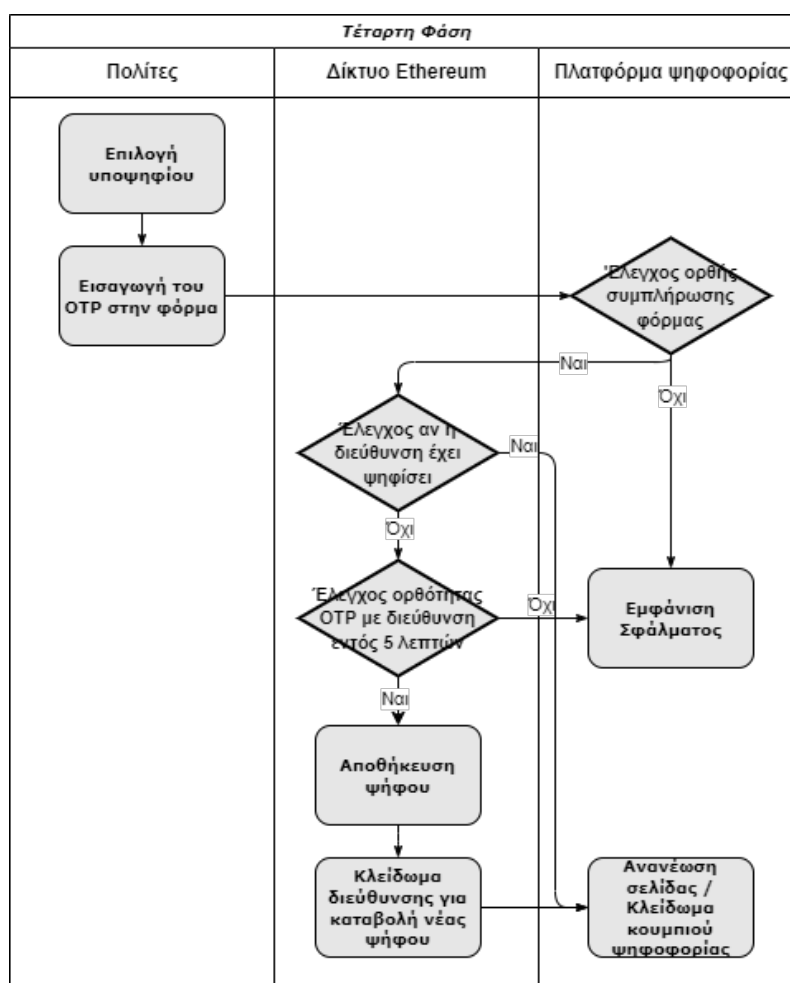 Τέταρτη Φάση
Πολίτες
Δίκτυο Ethereum
Πλατφόρμα ψηφοφορίας
Επιλογή
υποψηφίου
Εισαγωγή του
OTP στην φόρμα
Έλεγχος ορθής
συμπλήρωσης
φόρμας
Ναι
Όχι
Έλεγχος αν η
διεύθυνση έχει
ψηφίσει
Ναι
Όχι
Έλεγχος ορθότητας
OTP με διεύθυνση
εντός 5 λεπτών
Όχι
Εμφάνιση
Σφάλματος
Ναι
Αποθήκευση
ψήφου
Κλείδωμα
διεύθυνσης για
καταβολή νέας
ψήφου
Ανανέωση
σελίδας /
Κλείδωμα
κουμπιού
ψηφοφορίας